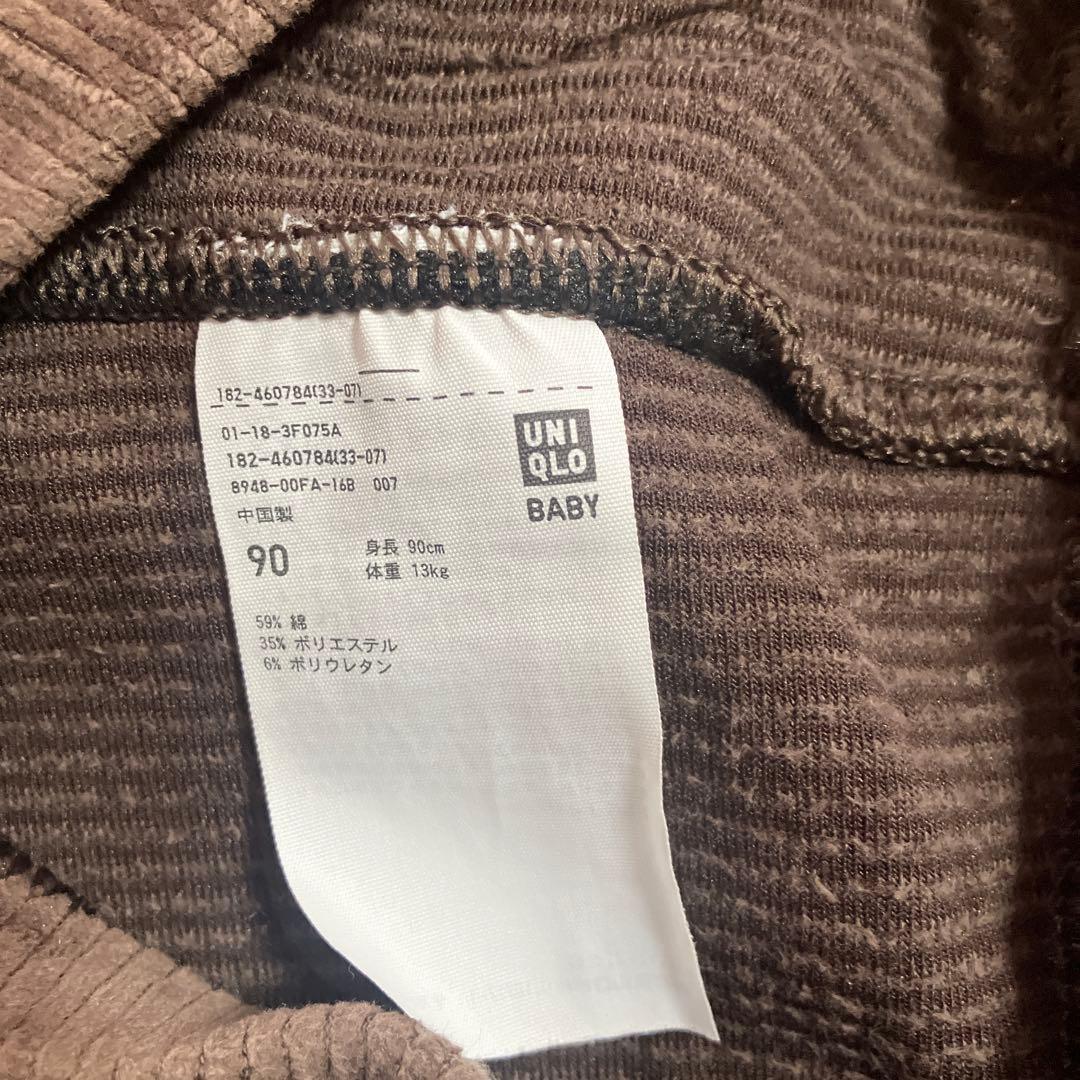 182-460784(33-07)
01-18-3F075A
182-460784(33-07)
8948-00FA-16B 007
中国製
UNI
QLO
BABY
90
身長 90cm
体重 13kg
59% 綿
35% ポリエステル
6% ポリウレタン